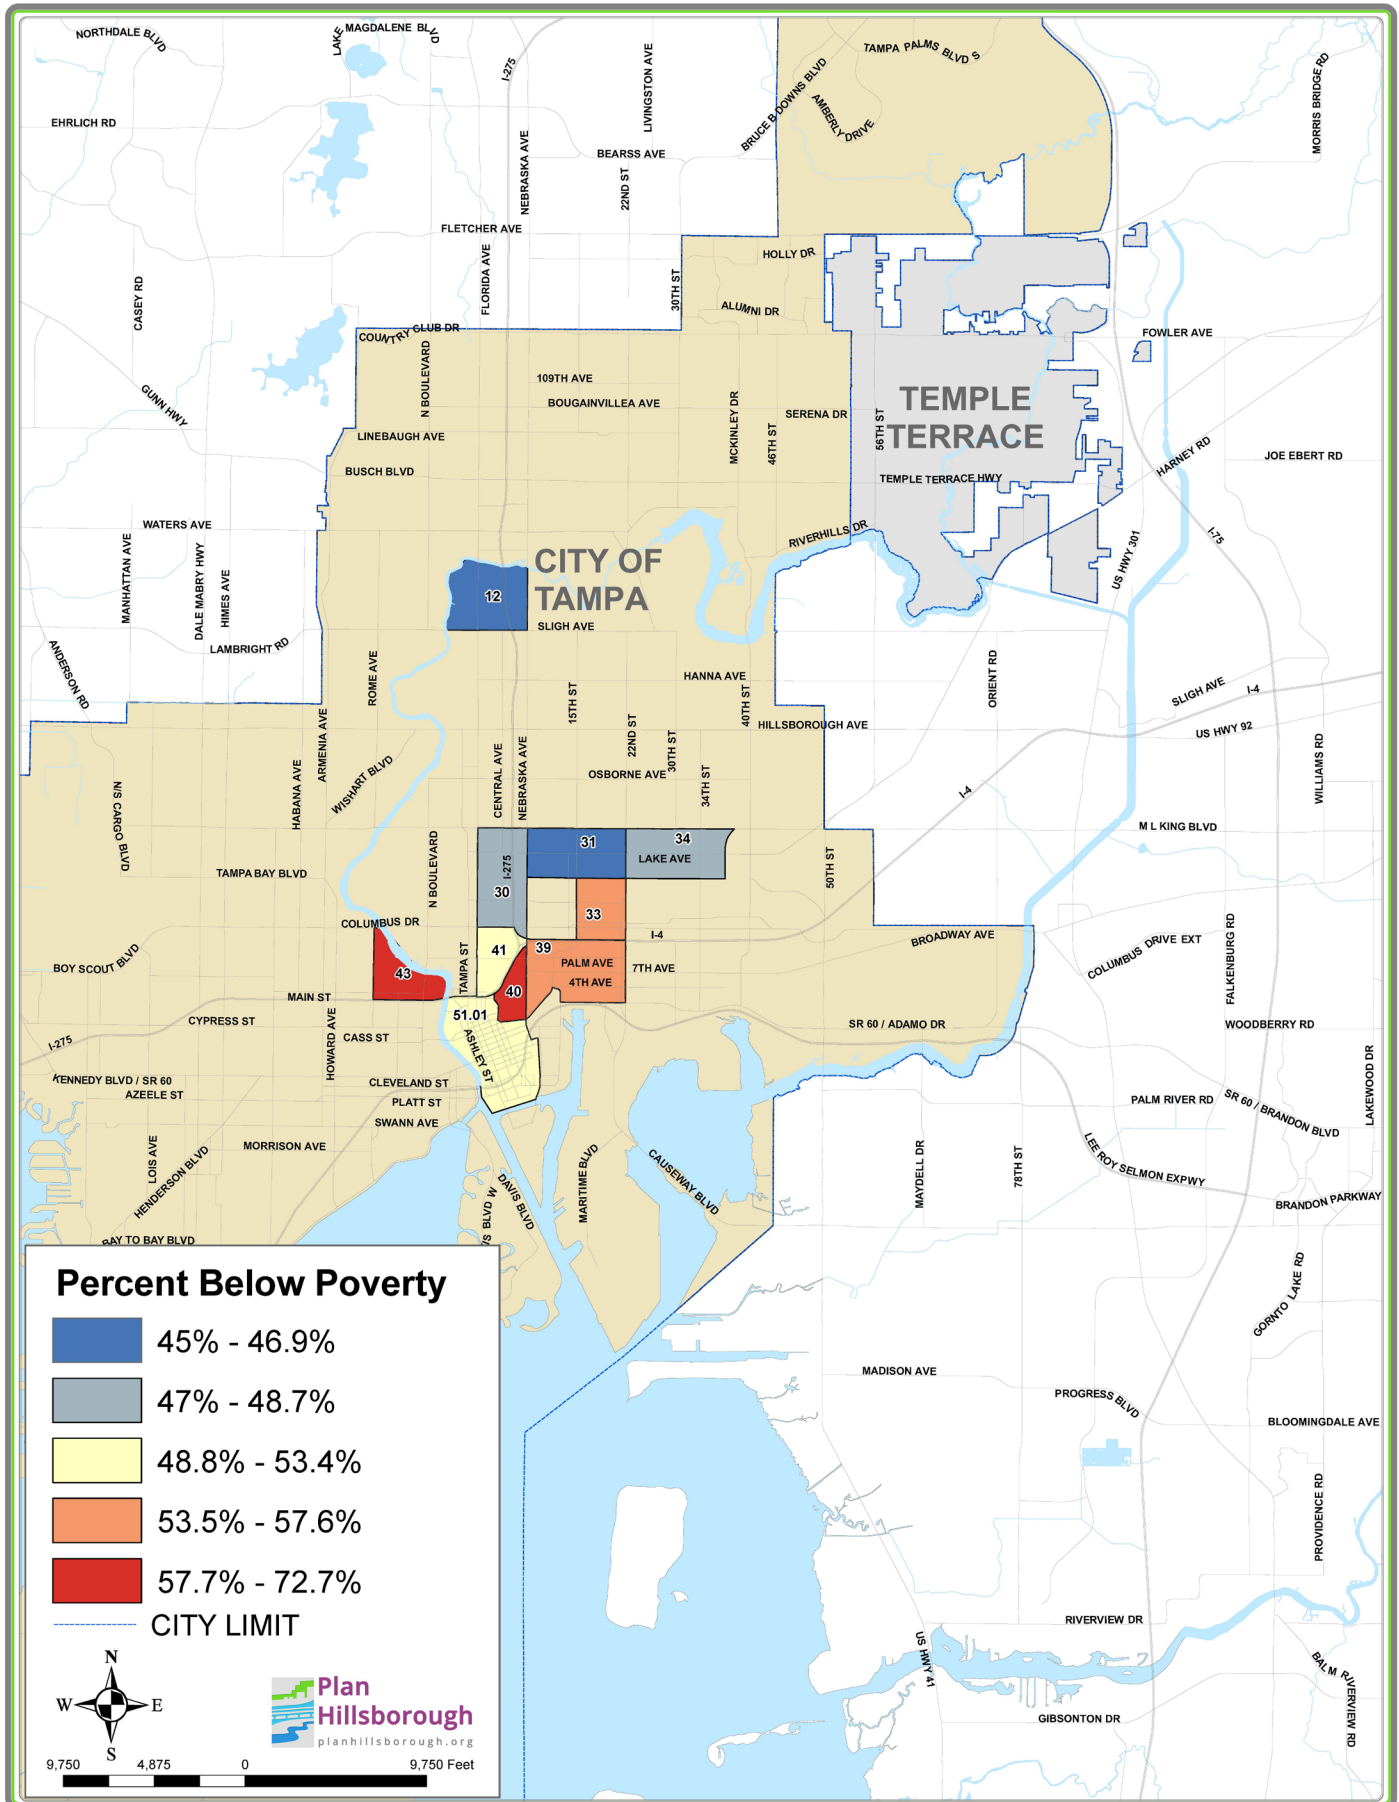 NORTHDALE BLVD
LAKE MAGDALENE BLVD
I-275
LIVINGSTON AVE
TAMPA PALMS BLVD S
BRUCE B DOWNS BLVD
AMBERLY DRIVE
MORRIS BRIDGE RD
EHRLICH RD
NEBRASKA AVE
BEARSS AVE
22ND ST
FLETCHER AVE
FLORIDA AVE
HOLLY DR
CASEY RD
30TH ST
ALUMNI DR
COUNTRY CLUB DR
FOWLER AVE
N BOULEVARD
109TH AVE
BOUGAINVILLEA AVE
GUNN HWY
MCKINLEY DR
46TH ST
SERENA DR
56TH ST
TEMPLE
TERRACE
LINEBAUGH AVE
BUSCH BLVD
HARNEY RD
JOE EBERT RD
TEMPLE TERRACE HWY
WATERS AVE
MANHATTAN AVE
DALE MABRY HWY
HIMES AVE
RIVERHILLS DR
US HWY 301
I-75
CITY OF
TAMPA
12
SLIGH AVE
LAMBRIGHT RD
ANDERSON RD
ROME AVE
HANNA AVE
ORIENT RD
SLIGH AVE
I-4
15TH ST
22ND ST
30TH ST
40TH ST
HILLSBOROUGH AVE
US HWY 92
ARMENIA AVE
HABANA AVE
WISHART BLVD
CENTRAL AVE
NEBRASKA AVE
OSBORNE AVE
34TH ST
I-4
WILLIAMS RD
N/S CARGO BLVD
M L KING BLVD
31
34
LAKE AVE
TAMPA BAY BLVD
N BOULEVARD
I-275
30
50TH ST
33
COLUMBUS DR
I-4
BROADWAY AVE
COLUMBUS DRIVE EXT
FALKENBURG RD
BOY SCOUT BLVD
41
39
TAMPA ST
PALM AVE
7TH AVE
43
4TH AVE
40
MAIN ST
CYPRESS ST
51.01
SR 60 / ADAMO DR
WOODBERRY RD
I-275
HOWARD AVE
CASS ST
ASHLEY ST
LAKEWOOD DR
KENNEDY BLVD / SR 60
AZEELE ST
CLEVELAND ST
PLATT ST
SWANN AVE
PALM RIVER RD
SR 60 / BRANDON BLVD
LOIS AVE
MORRISON AVE
HENDERSON BLVD
MARITIME BLVD
CAUSEWAY BLVD
MAYDELL DR
78TH ST
LEE ROY SELMON EXPWY
BRANDON PARKWAY
DAVIS BLVD
IS BLVD W
BAY TO BAY BLVD
GORNTO LAKE RD
Percent Below Poverty
45% - 46.9%
47% - 48.7%
48.8% - 53.4%
53.5% - 57.6%
57.7% - 72.7%
CITY LIMIT
MADISON AVE
PROGRESS BLVD
BLOOMINGDALE AVE
PROVIDENCE RD
RIVERVIEW DR
US HWY 41
BALM RIVERVIEW RD
GIBSONTON DR
N
W
E
S
Plan
Hillsborough
planhillsborough.org
9,750 4,875 0 9,750 Feet